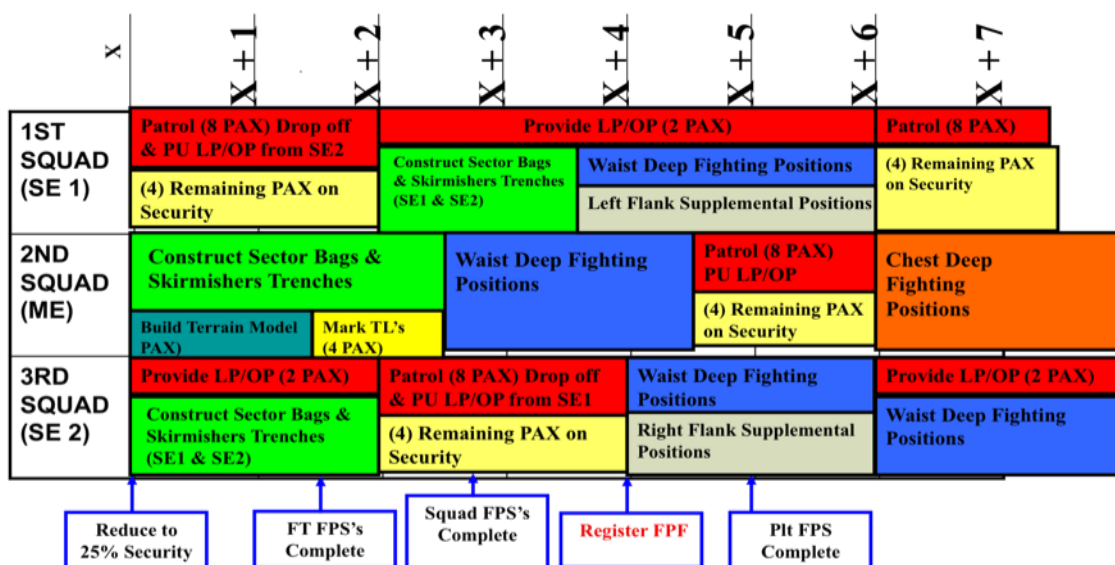 x
X + 1
X + 2
X + 3
X + 4
X + 5
X + 6
X + 7
1ST
SQUAD
(SE 1)
Patrol (8 PAX) Drop off
& PU LP/OP from SE2
(4) Remaining PAX on
Security
Provide LP/OP (2 PAX)
Construct Sector Bags
& Skirmishers Trenches
(SE1 & SE2)
Waist Deep Fighting Positions
Left Flank Supplemental Positions
Patrol (8 PAX)
(4) Remaining PAX
on Security
2ND
SQUAD
(ME)
Construct Sector Bags &
Skirmishers Trenches
Build Terrain Model
PAX)
Mark TL's
(4 PAX)
Waist Deep Fighting
Positions
Patrol (8 PAX)
PU LP/OP
(4) Remaining PAX
on Security
Chest Deep
Fighting
Positions
3RD
SQUAD
(SE 2)
Provide LP/OP (2 PAX)
Construct Sector Bags &
Skirmishers Trenches
(SE1 & SE2)
Patrol (8 PAX) Drop off
& PU LP/OP from SE1
(4) Remaining PAX on
Security
Waist Deep Fighting
Positions
Right Flank Supplemental
Positions
Provide LP/OP (2 PAX)
Waist Deep Fighting
Positions
Reduce to
25% Security
FT FPS's
Complete
Squad FPS's
Complete
Register FPF
Plt FPS
Complete